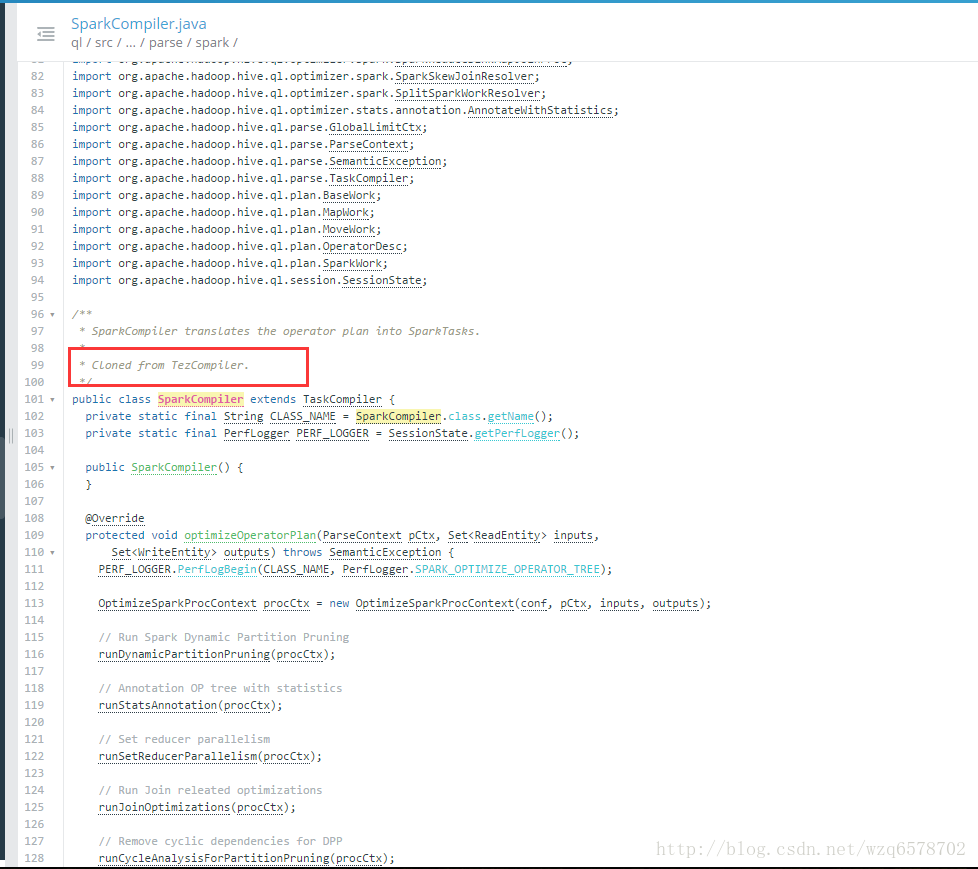 SparkCompiler.java
ql / src / ... / parse / spark /
82 import org.apache.hadoop.hive.ql.optimizer.spark.SparkSkewJoinResolver;
83 import org.apache.hadoop.hive.ql.optimizer.spark.SplitSparkWorkResolver;
84 import org.apache.hadoop.hive.ql.optimizer.stats.annotation.AnnotateWithStatistics;
85 import org.apache.hadoop.hive.ql.parse.GlobalLimitCtx;
86 import org.apache.hadoop.hive.ql.parse.ParseContext;
87 import org.apache.hadoop.hive.ql.parse.SemanticException;
88 import org.apache.hadoop.hive.ql.parse.TaskCompiler;
89 import org.apache.hadoop.hive.ql.plan.BaseWork;
90 import org.apache.hadoop.hive.ql.plan.MapWork;
91 import org.apache.hadoop.hive.ql.plan.MoveWork;
92 import org.apache.hadoop.hive.ql.plan.OperatorDesc;
93 import org.apache.hadoop.hive.ql.plan.SparkWork;
94 import org.apache.hadoop.hive.ql.session.SessionState;
95
96 /**
97 * SparkCompiler translates the operator plan into SparkTasks.
98 *
99 * Cloned from TezCompiler.
100 */
101 public class SparkCompiler extends TaskCompiler {
102 private static final String CLASS_NAME = SparkCompiler.class.getName();
103 private static final PerfLogger PERF_LOGGER = SessionState.getPerfLogger();
104
105 public SparkCompiler() {
106 }
107
108 @Override
109 protected void optimizeOperatorPlan(ParseContext pCtx, Set<ReadEntity> inputs,
110 Set<WriteEntity> outputs) throws SemanticException {
111 PERF_LOGGER.PerfLogBegin(CLASS_NAME, PerfLogger.SPARK_OPTIMIZE_OPERATOR_TREE);
112
113 OptimizeSparkProcContext procCtx = new OptimizeSparkProcContext(conf, pCtx, inputs, outputs);
114
115 // Run Spark Dynamic Partition Pruning
116 runDynamicPartitionPruning(procCtx);
117
118 // Annotation OP tree with statistics
119 runStatsAnnotation(procCtx);
120
121 // Set reducer parallelism
122 runSetReducerParallelism(procCtx);
123
124 // Run Join releated optimizations
125 runJoinOptimizations(procCtx);
126
127 // Remove cyclic dependencies for DPP
128 runCycleAnalysisForPartitionPruning(procCtx);
http://blog.csdn.net/wzq6578702